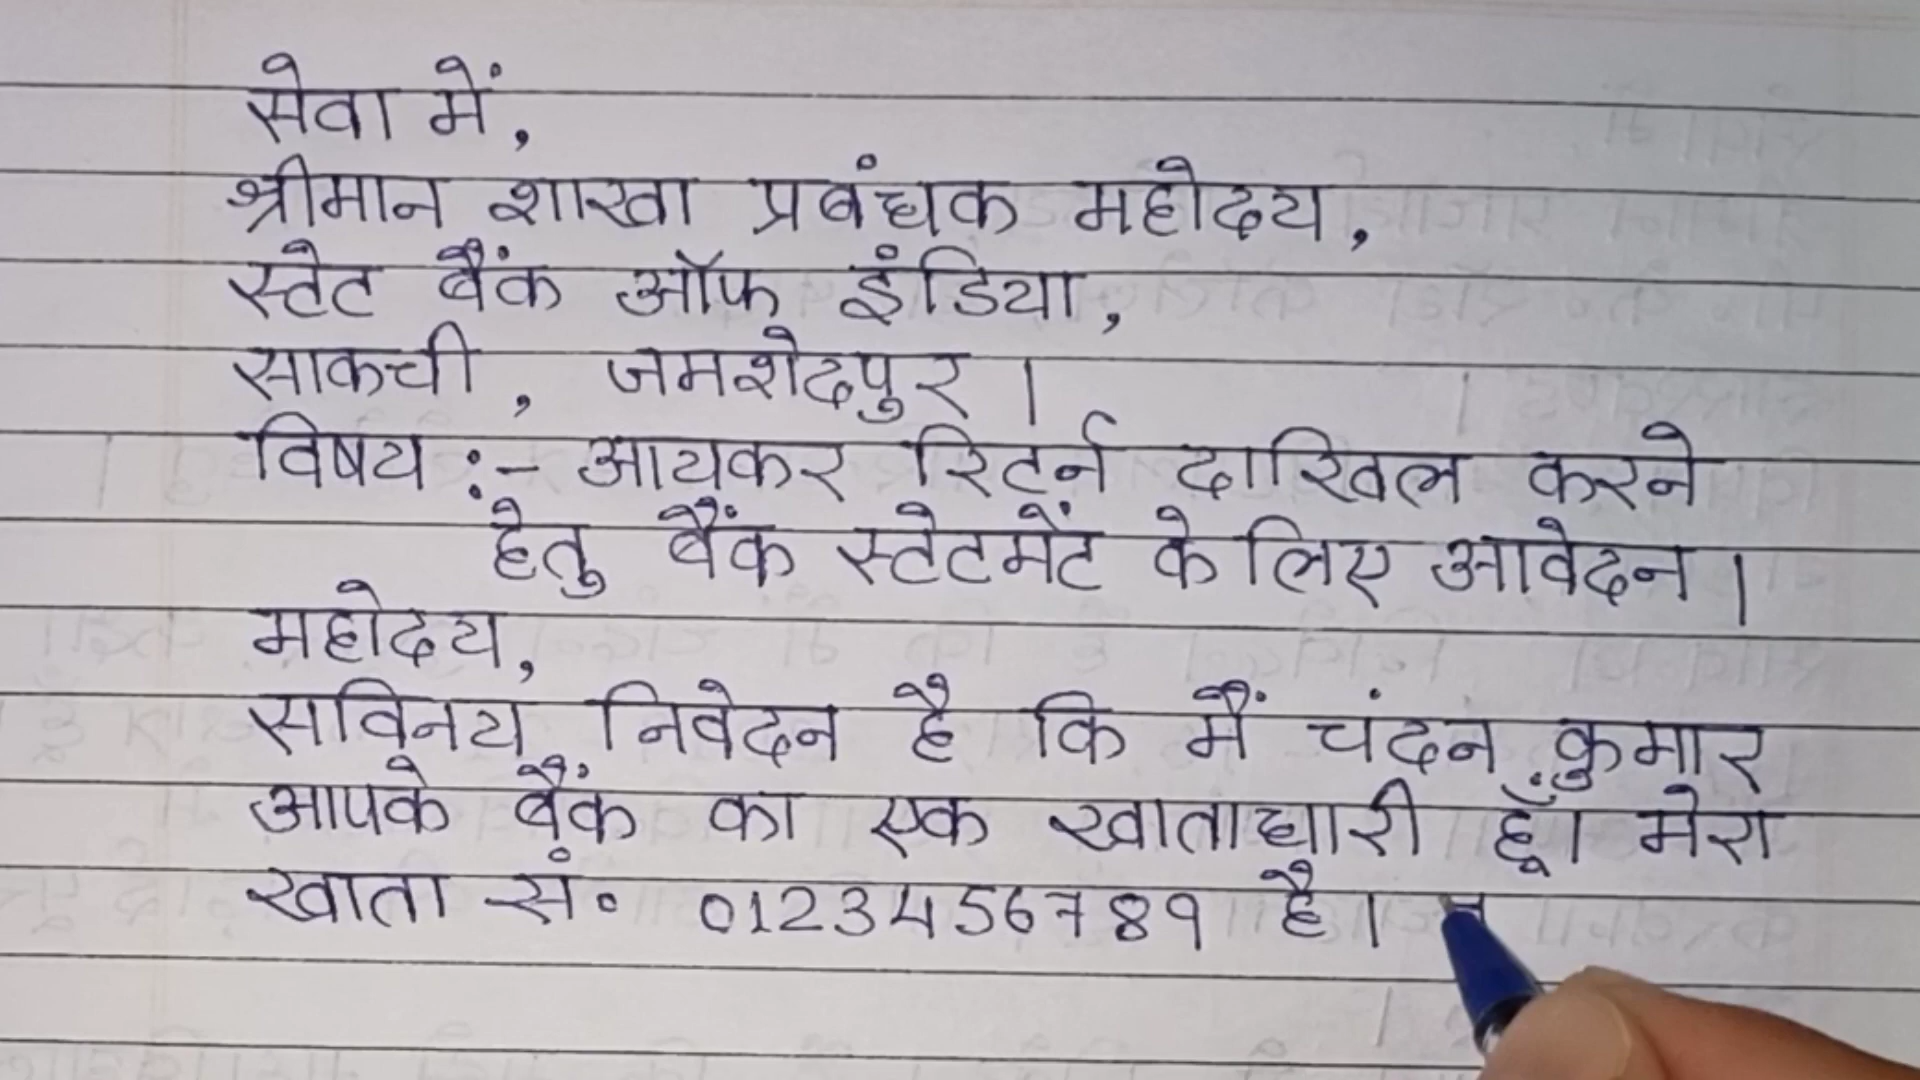 सेवा में,
श्रीमान शाखा प्रबंधक महोदय,
स्टेट बैंक ऑफ इंडिया,
साकची, जमशेदपुर।
विषय :- आयकर रिटर्न दाखिल करने
हेतु बैंक स्टेटमेंट के लिए आवेदन।
महोदय,
सविनय निवेदन है कि मैं चंदन कुमार
आपके बैंक का एक खाताधारी हूँ। मेरा
खाता सं० 0123456789 है।